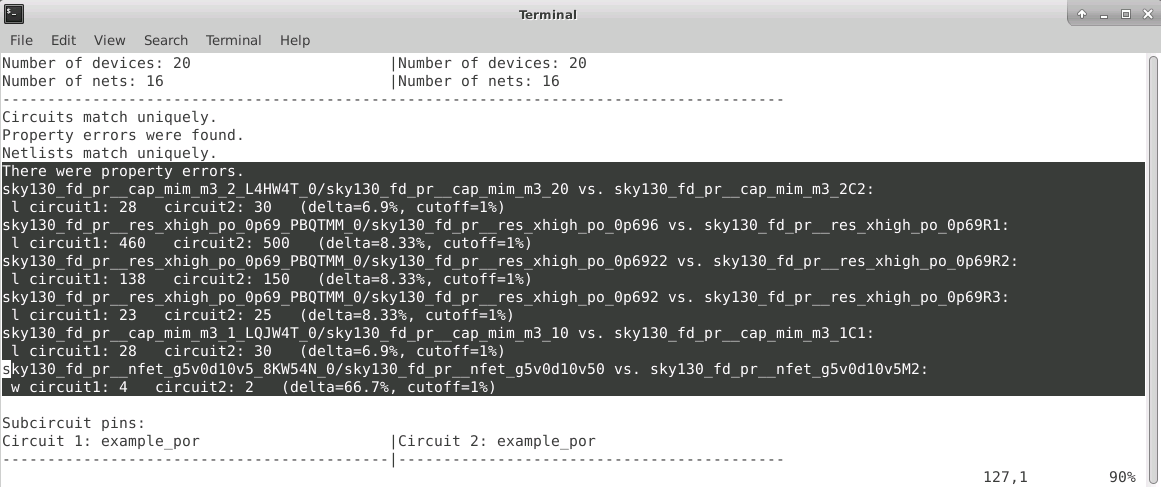 Terminal
File Edit View Search Terminal Help
Number of devices: 20 |Number of devices: 20
Number of nets: 16 |Number of nets: 16
---------------------------------------------------------------------------------------
Circuits match uniquely.
Property errors were found.
Netlists match uniquely.
There were property errors.
sky130_fd_pr__cap_mim_m3_2_L4HW4T_0/sky130_fd_pr__cap_mim_m3_20 vs. sky130_fd_pr__cap_mim_m3_2C2:
l circuit1: 28 circuit2: 30 (delta=6.9%, cutoff=1%)
sky130_fd_pr__res_xhigh_po_0p69_PBQTMM_0/sky130_fd_pr__res_xhigh_po_0p696 vs. sky130_fd_pr__res_xhigh_po_0p69R1:
l circuit1: 460 circuit2: 500 (delta=8.33%, cutoff=1%)
sky130_fd_pr__res_xhigh_po_0p69_PBQTMM_0/sky130_fd_pr__res_xhigh_po_0p6922 vs. sky130_fd_pr__res_xhigh_po_0p69R2:
l circuit1: 138 circuit2: 150 (delta=8.33%, cutoff=1%)
sky130_fd_pr__res_xhigh_po_0p69_PBQTMM_0/sky130_fd_pr__res_xhigh_po_0p692 vs. sky130_fd_pr__res_xhigh_po_0p69R3:
l circuit1: 23 circuit2: 25 (delta=8.33%, cutoff=1%)
sky130_fd_pr__cap_mim_m3_1_LQJW4T_0/sky130_fd_pr__cap_mim_m3_10 vs. sky130_fd_pr__cap_mim_m3_1C1:
l circuit1: 28 circuit2: 30 (delta=6.9%, cutoff=1%)
sky130_fd_pr__nfet_g5v0d10v5_8KW54N_0/sky130_fd_pr__nfet_g5v0d10v50 vs. sky130_fd_pr__nfet_g5v0d10v5M2:
w circuit1: 4 circuit2: 2 (delta=66.7%, cutoff=1%)
Subcircuit pins:
Circuit 1: example_por |Circuit 2: example_por
-------------------------------------------|-------------------------------------------
127,1 90%